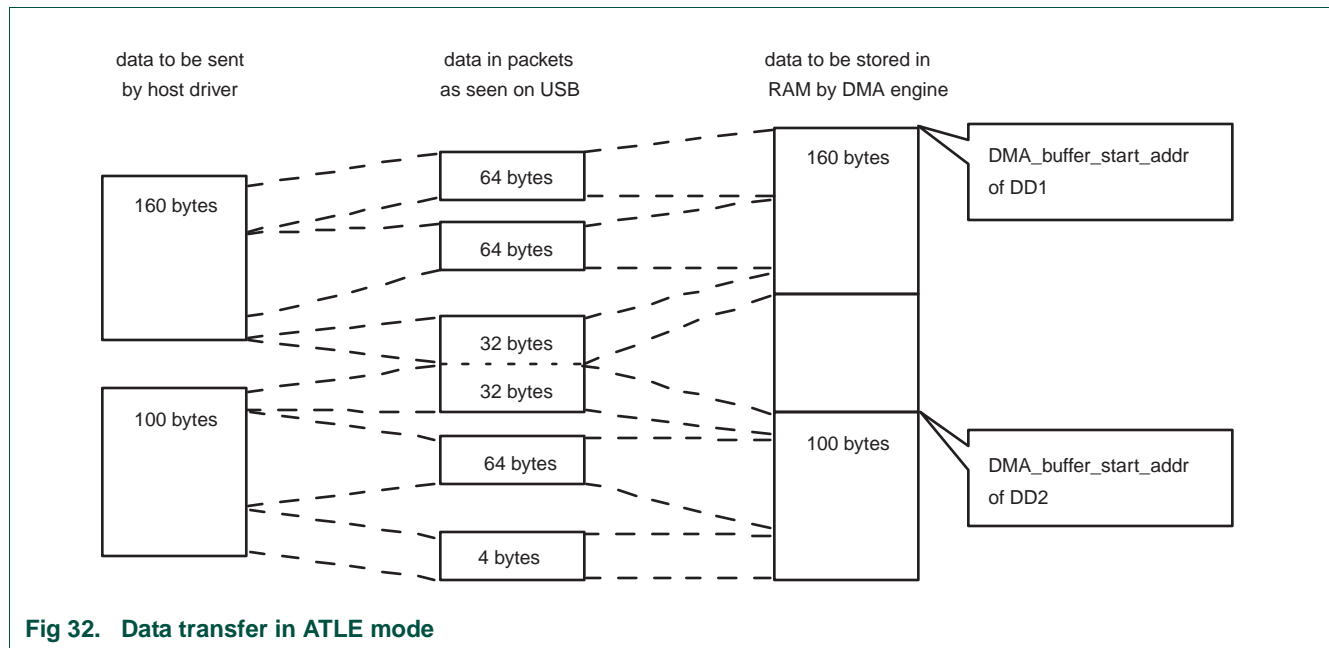 data to be sent
by host driver
data in packets
as seen on USB
data to be stored in
RAM by DMA engine
160 bytes
64 bytes
64 bytes
32 bytes
32 bytes
100 bytes
64 bytes
4 bytes
160 bytes
100 bytes
DMA_buffer_start_addr
of DD1
DMA_buffer_start_addr
of DD2
Fig 32. Data transfer in ATLE mode